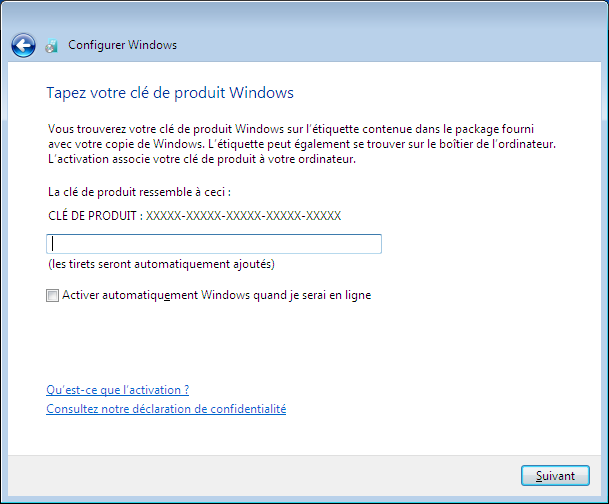 Configurer Windows
Tapez votre clé de produit Windows
Vous trouverez votre clé de produit Windows sur l'étiquette contenue dans le package fourni
avec votre copie de Windows. L'étiquette peut également se trouver sur le boîtier de l'ordinateur.
L'activation associe votre clé de produit à votre ordinateur.
La clé de produit ressemble à ceci :
CLÉ DE PRODUIT : XXXXX-XXXXX-XXXXX-XXXXX-XXXXX
(les tirets seront automatiquement ajoutés)
Activer automatiquement Windows quand je serai en ligne
Qu'est-ce que l'activation ?
Consultez notre déclaration de confidentialité
Suivant